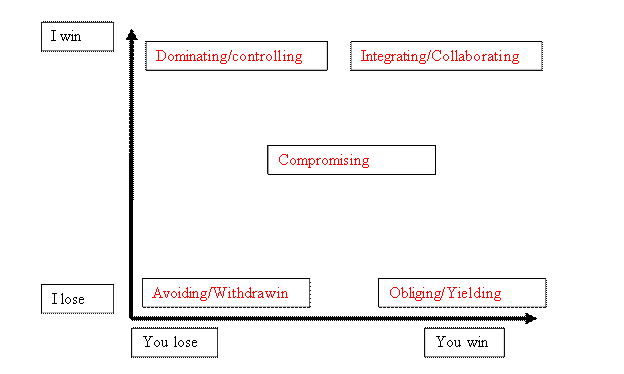 I win
Dominating/controlling
Integrating/Collaborating
Compromising
I lose
Avoiding/Withdrawin
Obliging/Yielding
You lose
You win